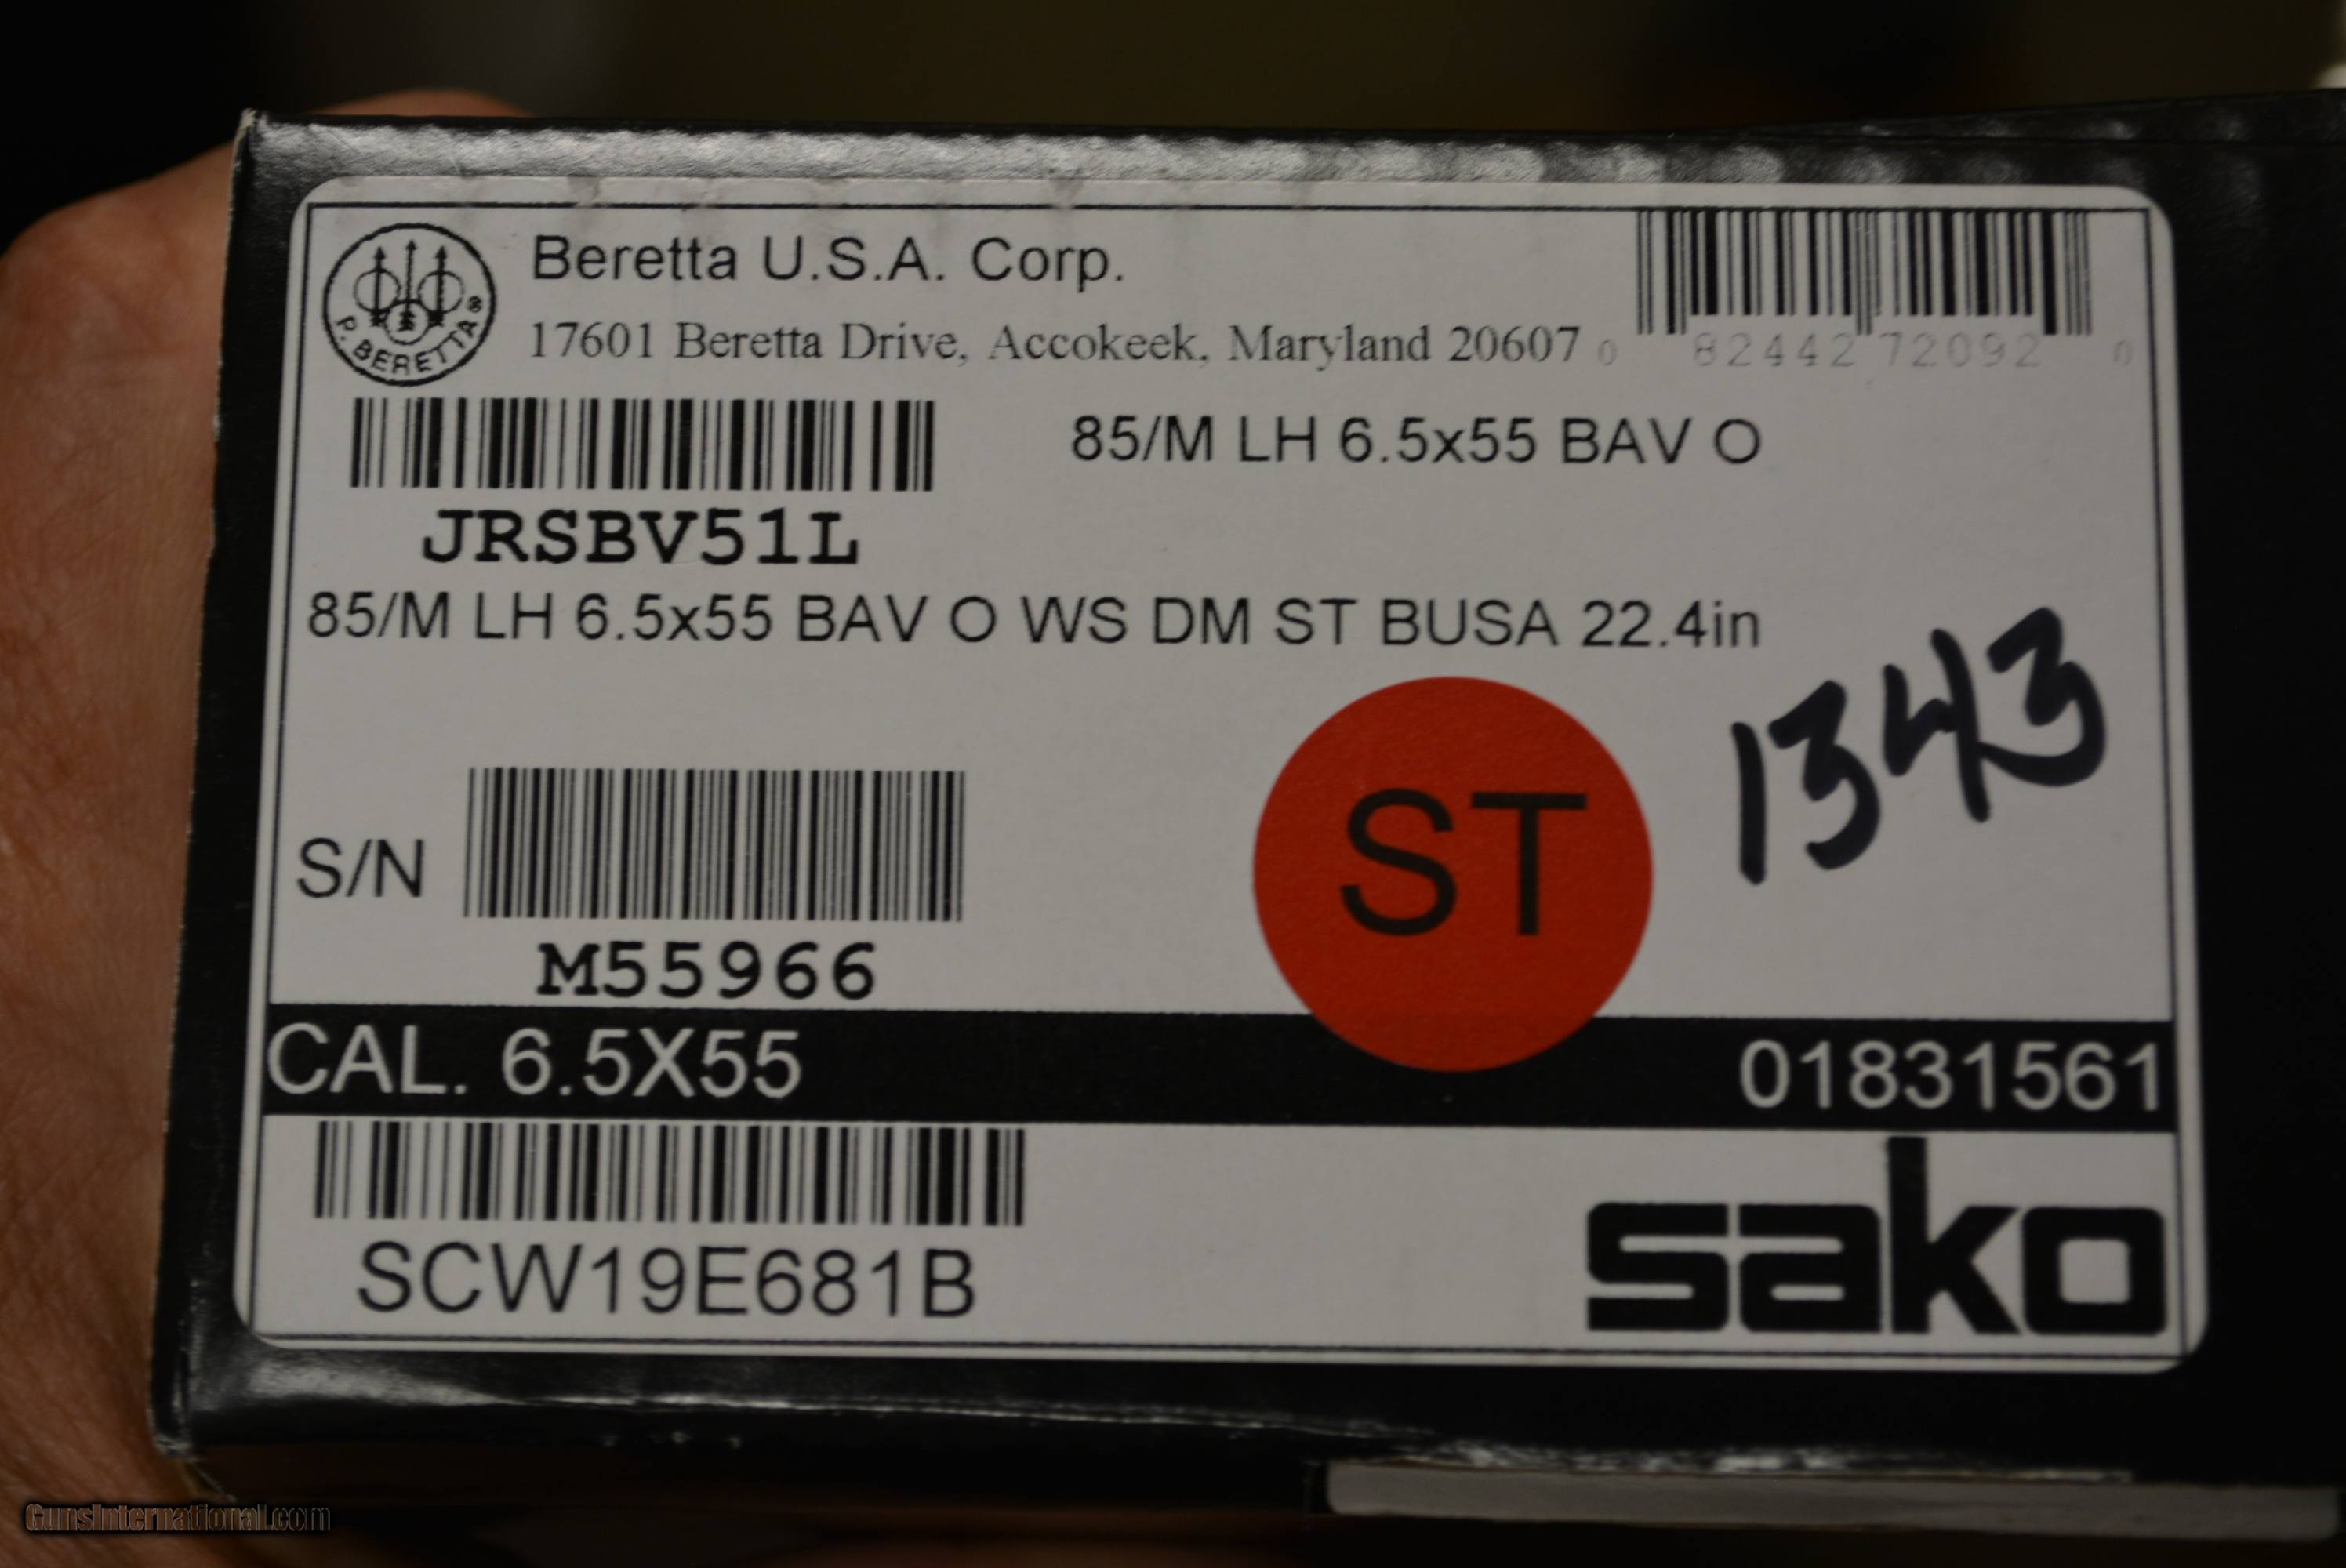 Beretta U.S.A. Corp.
17601 Beretta Drive, Accokeek, Maryland 20607
0 82442 72092 0
P. BERETTA®
85/M LH 6.5x55 BAV O
JRSBV51L
85/M LH 6.5x55 BAV O WS DM ST BUSA 22.4in
1343
ST
S/N
M55966
CAL. 6.5X55
01831561
SCW19E681B
sako
GunsInternational.com